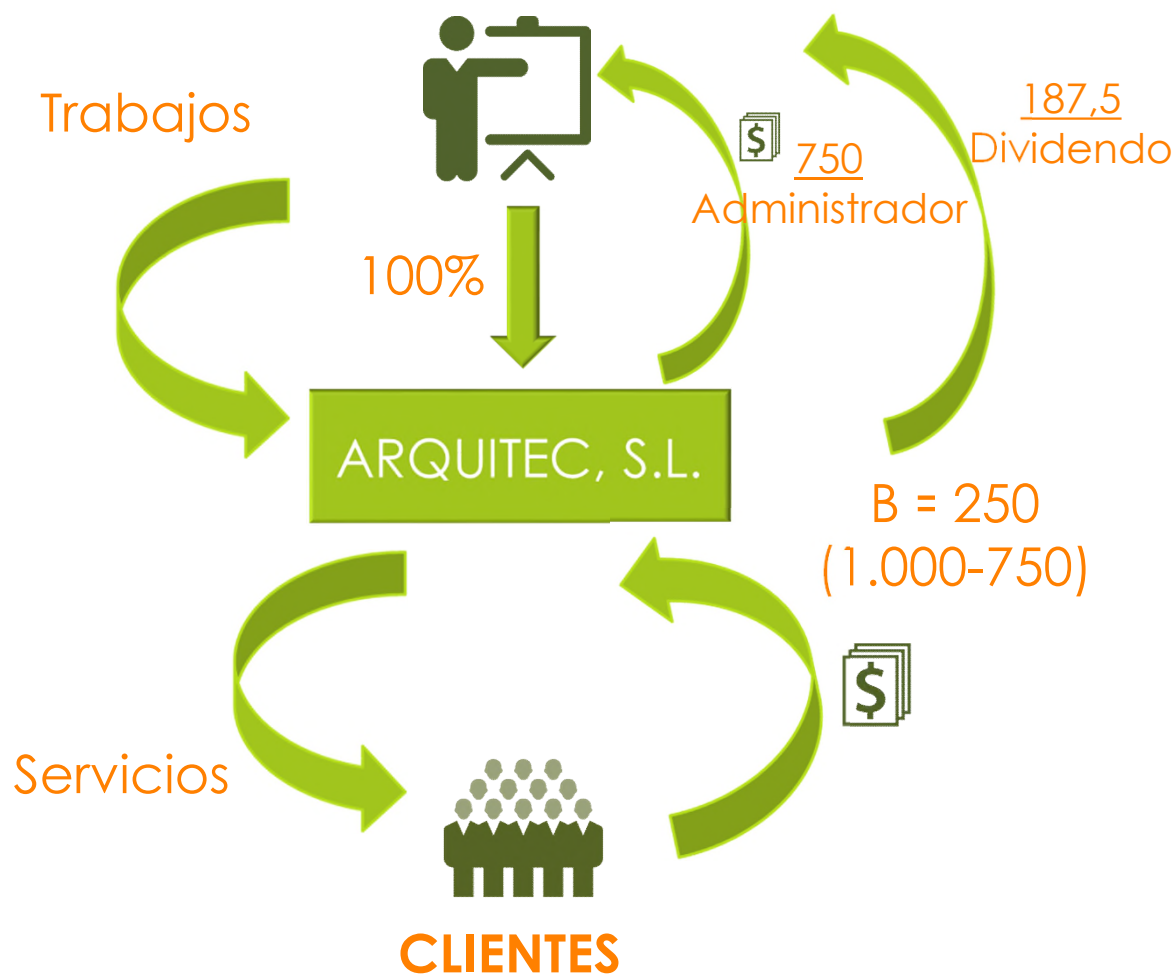 Trabajos
187,5
Dividendo
$
750
Administrador
100%
ARQUITEC, S.L.
B = 250
(1.000-750)
$
Servicios
CLIENTES